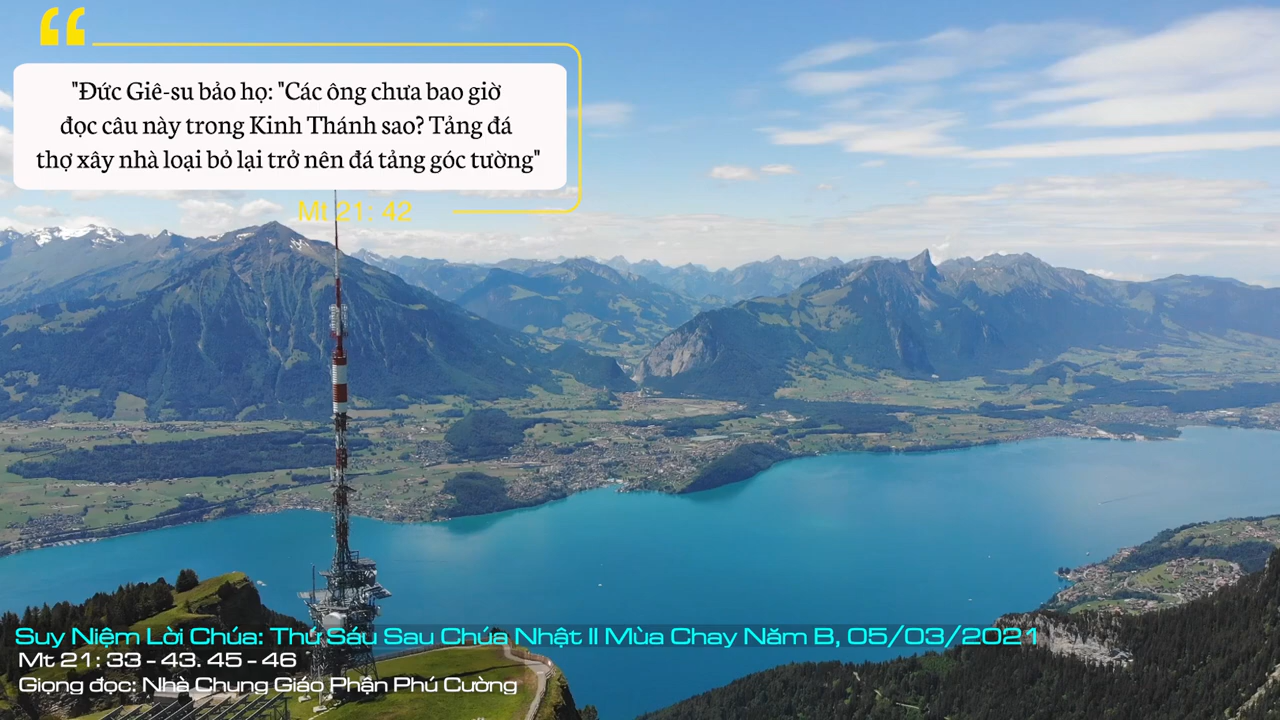 "Đức Giê-su bảo họ: "Các ông chưa bao giờ
đọc câu này trong Kinh Thánh sao? Tảng đá
thợ xây nhà loại bỏ lại trở nên đá tảng góc tường"
Mt 21: 42
Suy Niệm Lời Chúa: Thứ Sáu Sau Chúa Nhật II Mùa Chay Năm B, 05/03/2021
Mt 21: 33 - 43. 45 - 46
Giọng đọc: Nhà Chung Giáo Phận Phú Cường